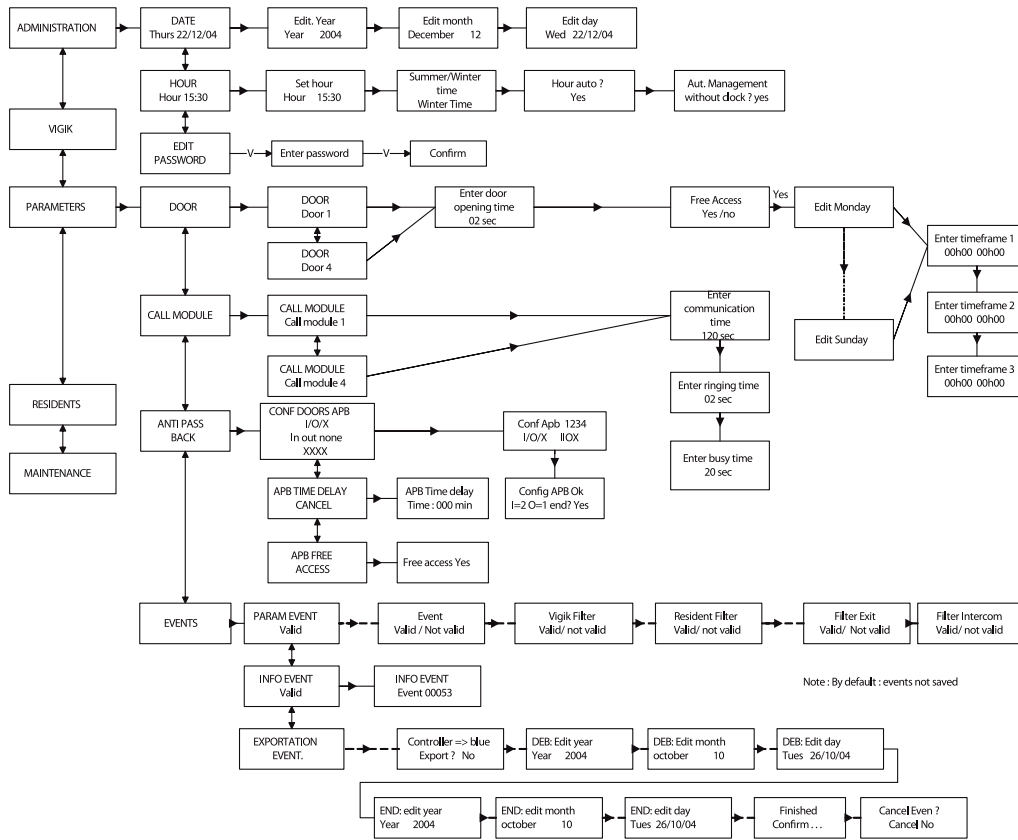 ADMINISTRATION
DATE
Thurs 22/12/04
Edit. Year
Year 2004
Edit month
December 12
Edit day
Wed 22/12/04
HOUR
Hour 15:30
Set hour
Hour 15:30
Summer/Winter
time
Winter Time
Hour auto ?
Yes
Aut. Management
without clock ? yes
VIGIK
EDIT
PASSWORD
V
Enter password
V
Confirm
PARAMETERS
DOOR
DOOR
Door 1
Enter door
opening time
02 sec
Free Access
Yes /no
Yes
Edit Monday
DOOR
Door 4
Enter timeframe 1
00h00 00h00
CALL MODULE
CALL MODULE
Call module 1
Enter
communication
time
120 sec
Enter timeframe 2
00h00 00h00
Edit Sunday
CALL MODULE
Call module 4
Enter timeframe 3
00h00 00h00
RESIDENTS
Enter ringing time
02 sec
ANTI PASS
BACK
CONF DOORS APB
I/O/X
In out none
XXXX
Conf Apb 1234
I/O/X IIOX
Enter busy time
20 sec
MAINTENANCE
APB TIME DELAY
CANCEL
APB Time delay
Time : 000 min
Config APB Ok
I=2 O=1 end? Yes
APB FREE
ACCESS
Free access Yes
EVENTS
PARAM EVENT
Valid
Event
Valid / Not valid
Vigik Filter
Valid/ not valid
Resident Filter
Valid/ not valid
Filter Exit
Valid/ Not valid
Filter Intercom
Valid/ not valid
INFO EVENT
Valid
INFO EVENT
Event 00053
Note : By default : events not saved
EXPORTATION
EVENT.
Controller => blue
Export ? No
DEB: Edit year
Year 2004
DEB: Edit month
october 10
DEB: Edit day
Tues 26/10/04
END: edit year
Year 2004
END: edit month
october 10
END: edit day
Tues 26/10/04
Finished
Confirm . . .
Cancel Even ?
Cancel No